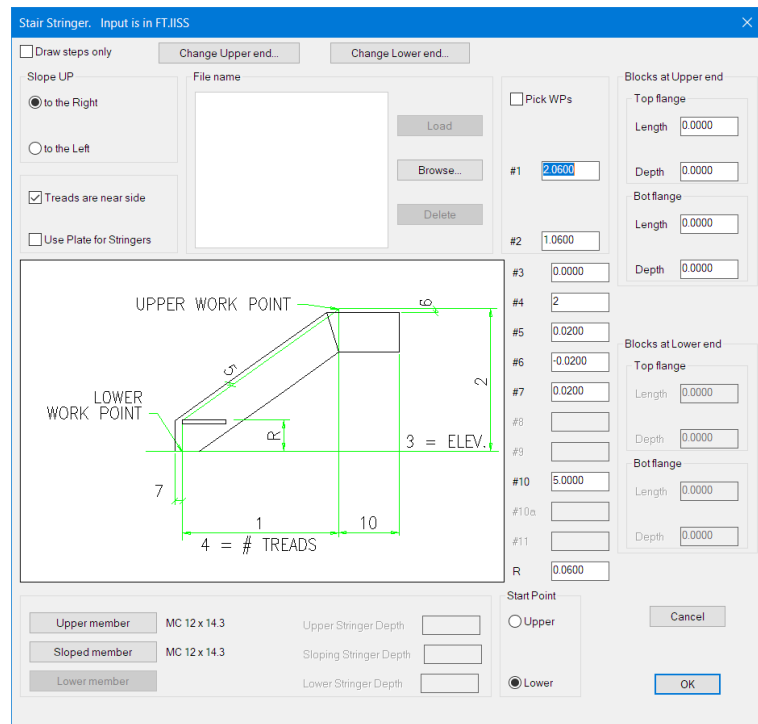 Stair Stringer. Input is in FT.IISS
Draw steps only
Change Upper end...
Change Lower end...
Slope UP
to the Right
to the Left
Treads are near side
Use Plate for Stringers
File name
Load
Browse...
Delete
Pick WPs
#1 2.0600
#2 1.0600
#3 0.0000
#4 2
#5 0.0200
#6 -0.0200
#7 0.0200
#8
#9
#10 5.0000
#10a
#11
R 0.0600
Blocks at Upper end
Top flange
Length 0.0000
Depth 0.0000
Bot flange
Length 0.0000
Depth 0.0000
Blocks at Lower end
Top flange
Length 0.0000
Depth 0.0000
Bot flange
Length 0.0000
Depth 0.0000
UPPER WORK POINT
6
5
2
LOWER
WORK POINT
R
3 = ELEV.
7
1
10
4 = # TREADS
Upper member MC 12 x 14.3
Sloped member MC 12 x 14.3
Lower member
Upper Stringer Depth
Sloping Stringer Depth
Lower Stringer Depth
Start Point
Upper
Lower
Cancel
OK